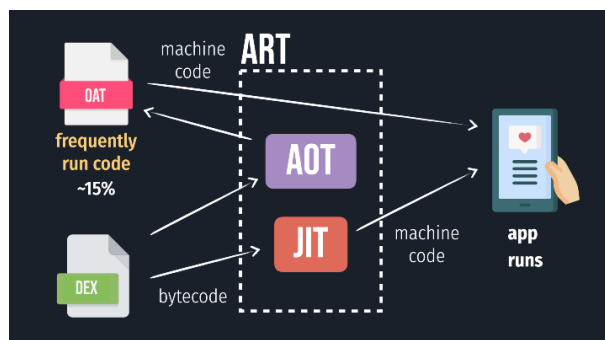 machine
code
ART
OAT
frequently
run code
~15%
AOT
JIT
machine
code
app
runs
DEX
bytecode